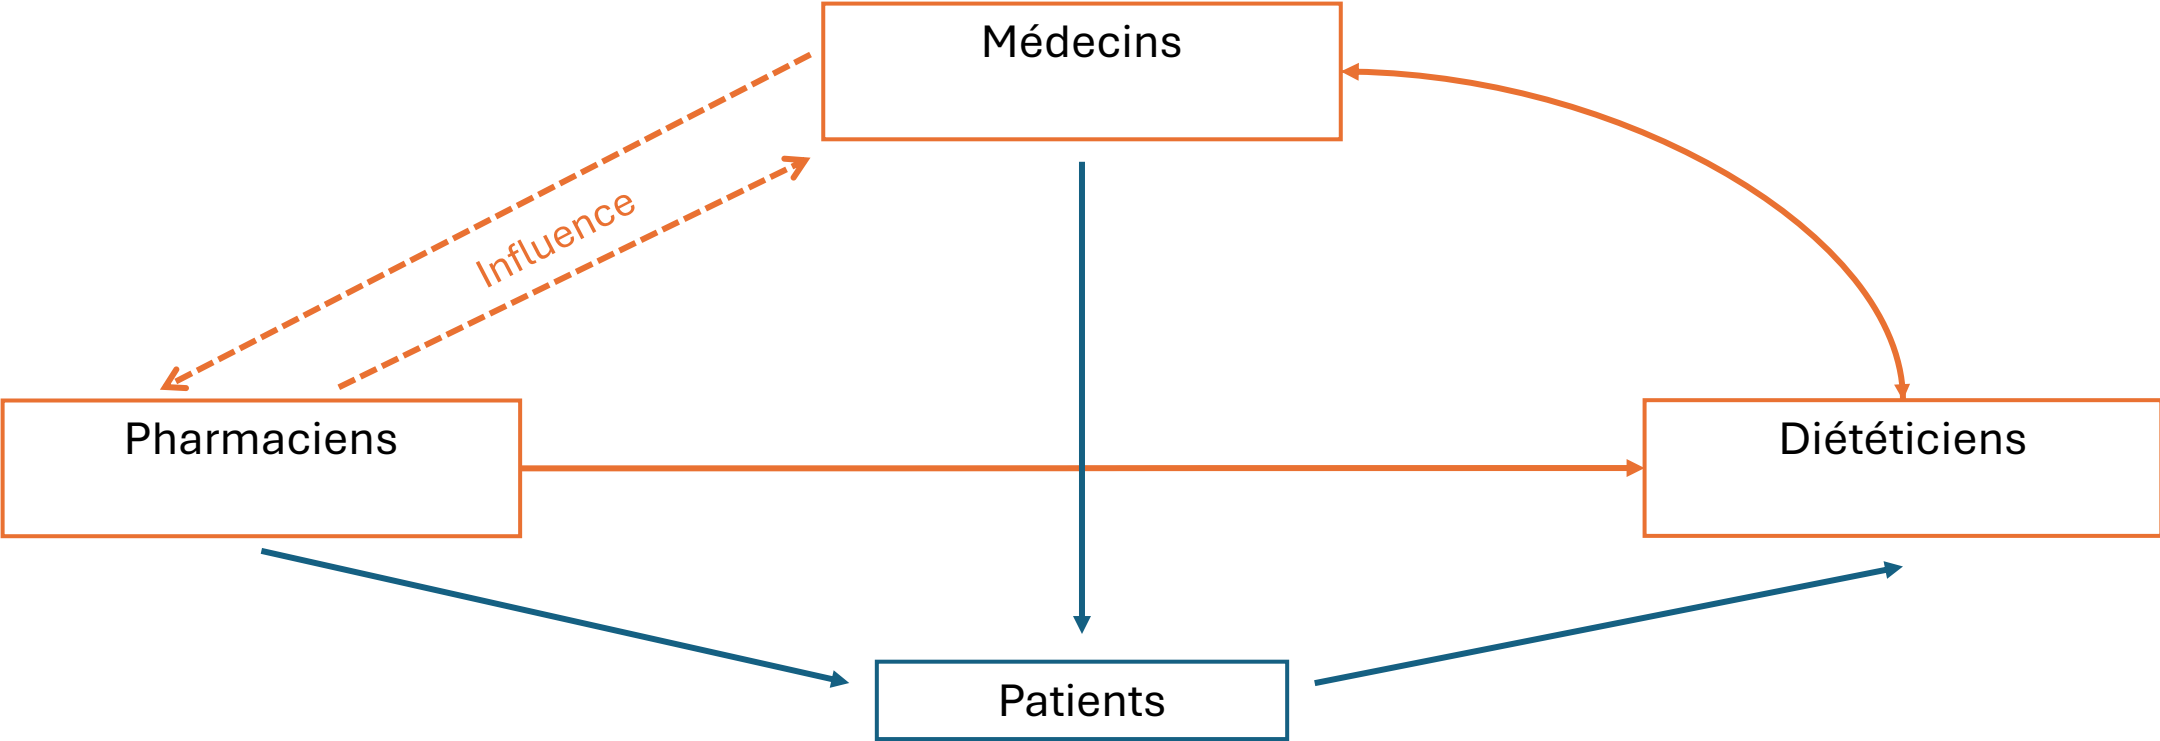 Médecins
Influence
Pharmaciens
Diététiciens
Patients